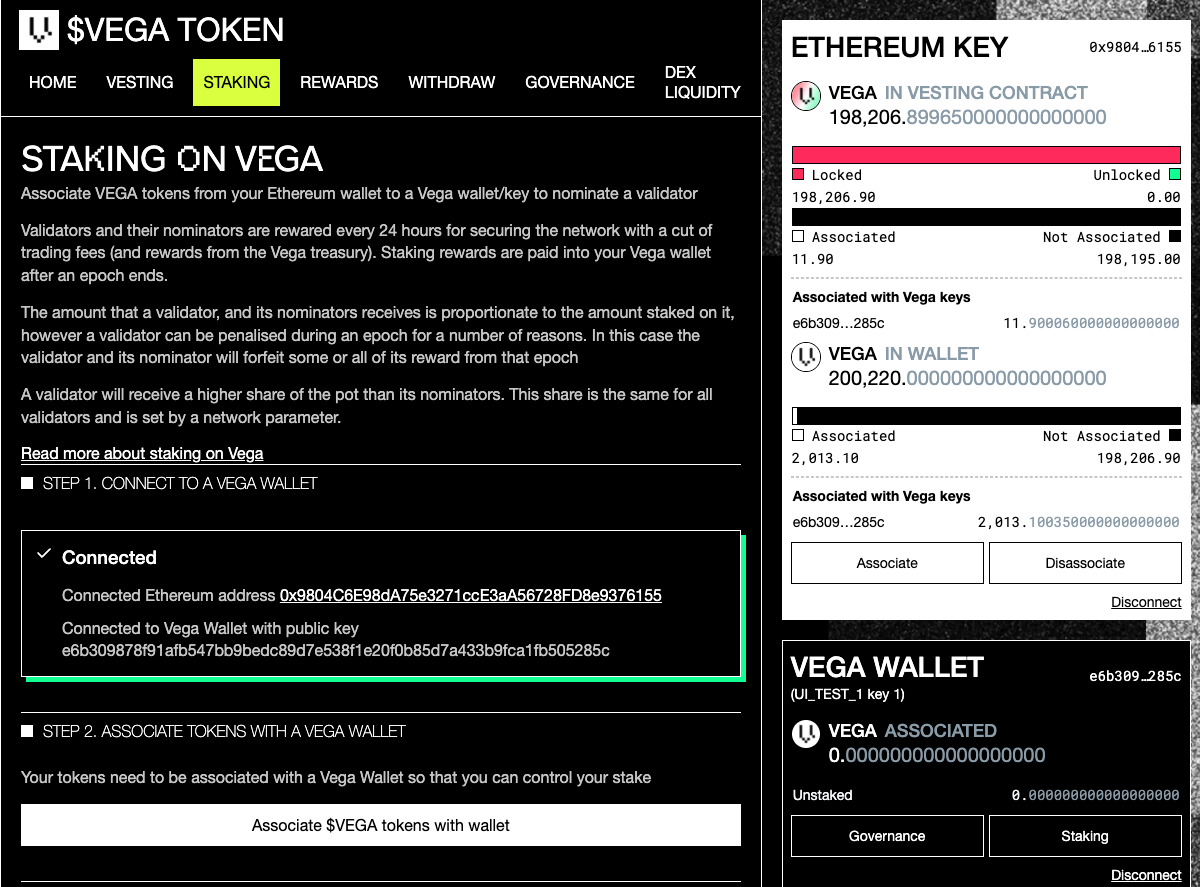 $VEGA TOKEN
HOME VESTING STAKING REWARDS WITHDRAW GOVERNANCE DEX LIQUIDITY
STAKING ON VEGA
Associate VEGA tokens from your Ethereum wallet to a Vega wallet/key to nominate a validator
Validators and their nominators are rewarded every 24 hours for securing the network with a cut of
trading fees (and rewards from the Vega treasury). Staking rewards are paid into your Vega wallet
after an epoch ends.
The amount that a validator, and its nominators receives is proportionate to the amount staked on it,
however a validator can be penalised during an epoch for a number of reasons. In this case the
validator and its nominator will forfeit some or all of its reward from that epoch
A validator will receive a higher share of the pot than its nominators. This share is the same for all
validators and is set by a network parameter.
Read more about staking on Vega
STEP 1. CONNECT TO A VEGA WALLET
Connected
Connected Ethereum address 0x9804C6E98dA75e3271ccE3aA56728FD8e9376155
Connected to Vega Wallet with public key
e6b309878f91afb547bb9bedc89d7e538f1e20f0b85d7a433b9fca1fb505285c
STEP 2. ASSOCIATE TOKENS WITH A VEGA WALLET
Your tokens need to be associated with a Vega Wallet so that you can control your stake
Associate $VEGA tokens with wallet
ETHEREUM KEY 0x9804…6155
VEGA IN VESTING CONTRACT
198,206.899650000000000000
Locked Unlocked
198,206.90 0.00
Associated Not Associated
11.90 198,195.00
Associated with Vega keys
e6b309…285c 11.900060000000000000
VEGA IN WALLET
200,220.000000000000000000
Associated Not Associated
2,013.10 198,206.90
Associated with Vega keys
e6b309…285c 2,013.100350000000000000
Associate Disassociate
Disconnect
VEGA WALLET e6b309…285c
(UI_TEST_1 key 1)
VEGA ASSOCIATED
0.000000000000000000
Unstaked 0.000000000000000000
Governance Staking
Disconnect